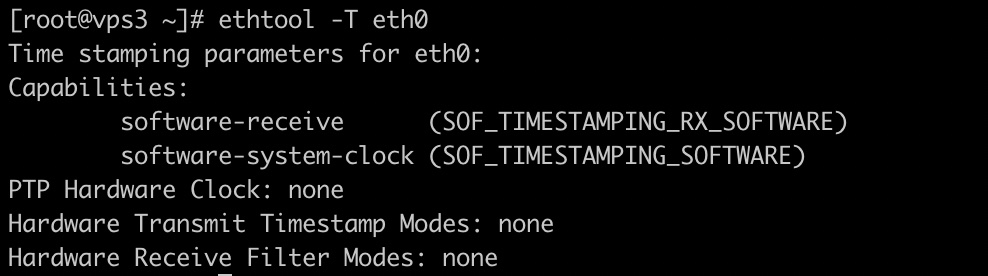 [root@vps3 ~]# ethtool -T eth0
Time stamping parameters for eth0:
Capabilities:
        software-receive      (SOF_TIMESTAMPING_RX_SOFTWARE)
        software-system-clock (SOF_TIMESTAMPING_SOFTWARE)
PTP Hardware Clock: none
Hardware Transmit Timestamp Modes: none
Hardware Receive Filter Modes: none